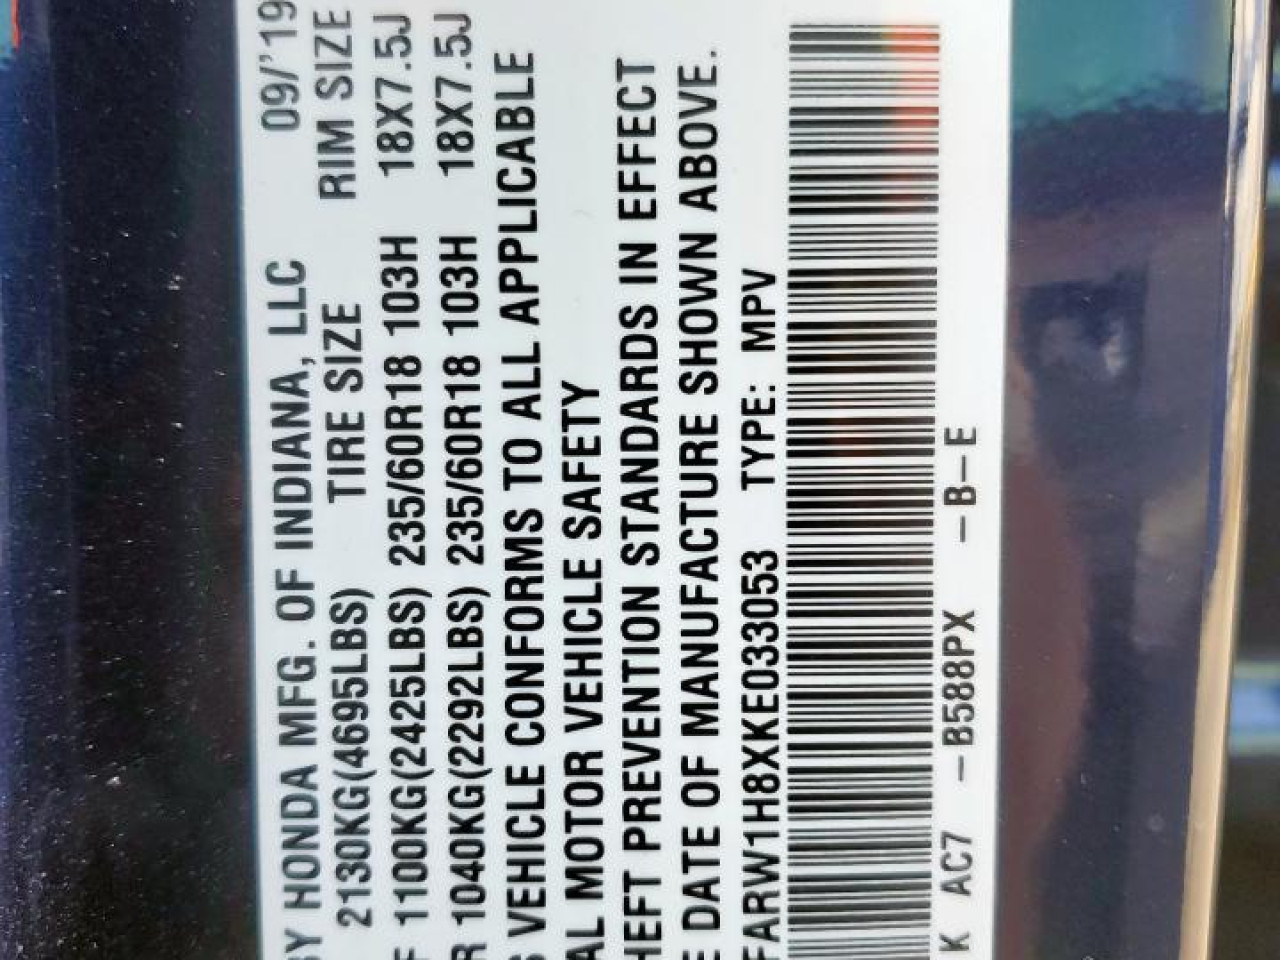 BY HONDA MFG. OF INDIANA, LLC 09/'19
2130KG(4695LBS) TIRE SIZE RIM SIZE
F 1100KG(2425LBS) 235/60R18 103H 18X7.5J
R 1040KG(2292LBS) 235/60R18 103H 18X7.5J
S VEHICLE CONFORMS TO ALL APPLICABLE
AL MOTOR VEHICLE SAFETY
HEFT PREVENTION STANDARDS IN EFFECT
E DATE OF MANUFACTURE SHOWN ABOVE.
FARW1H8XKE033053 TYPE: MPV
K AC7 -B588PX -B-E